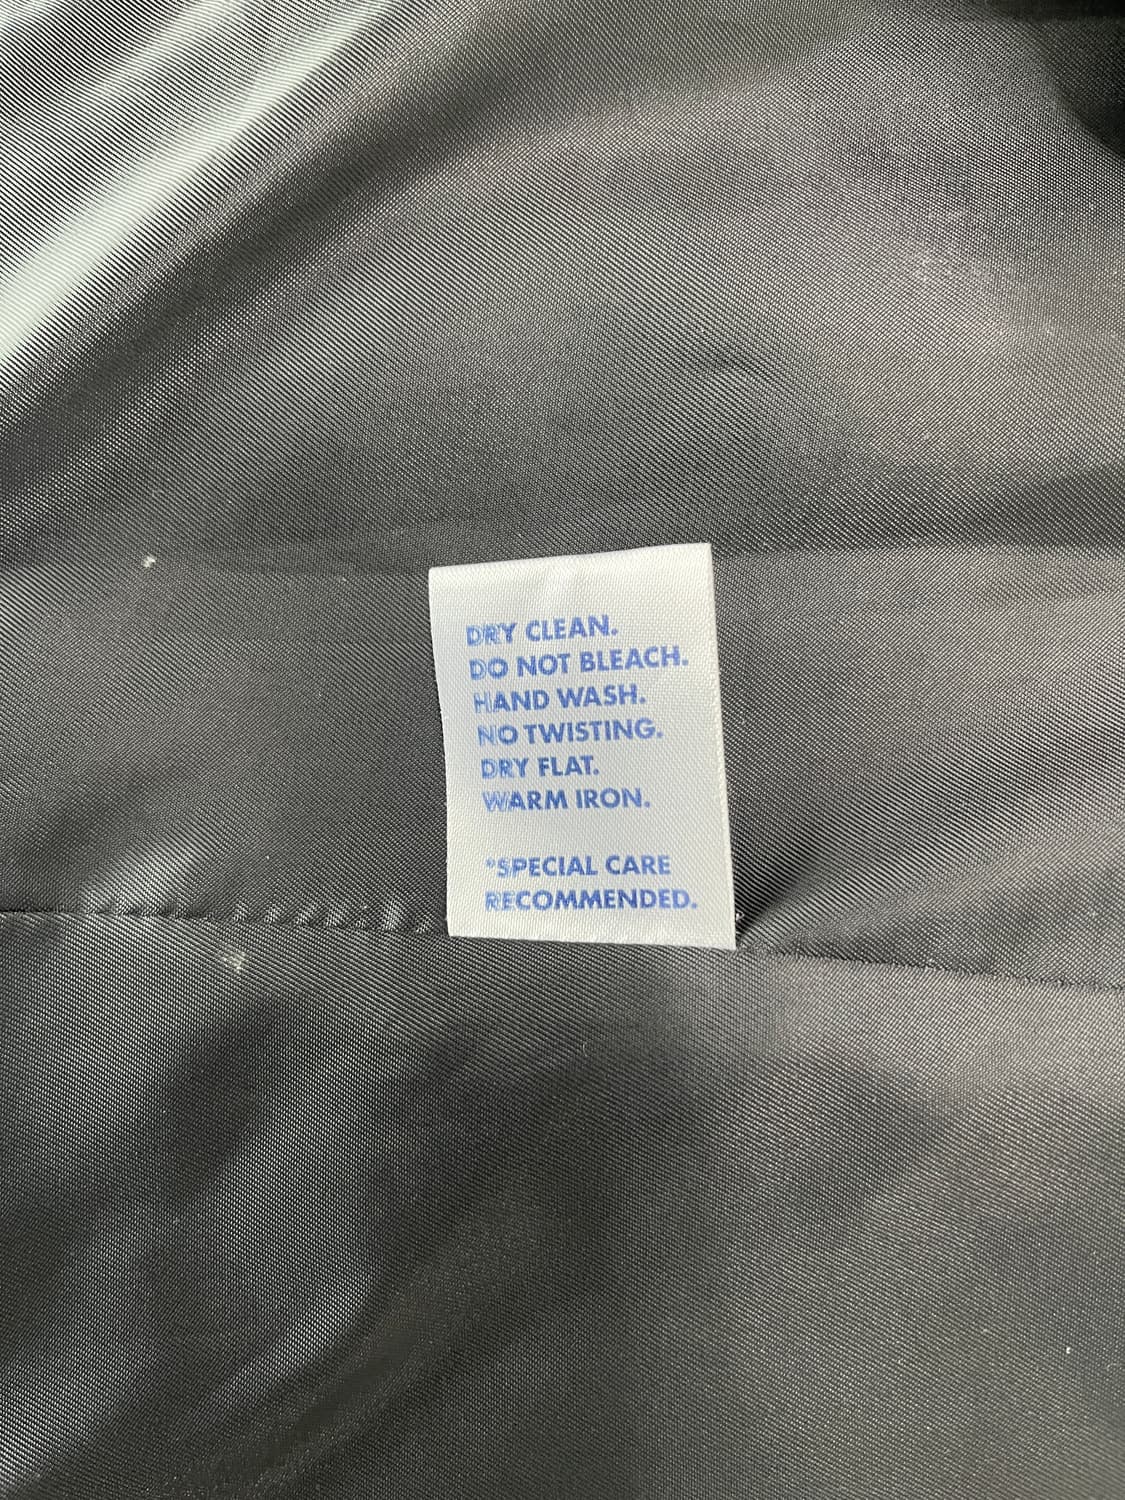 DRY CLEAN.
DO NOT BLEACH.
HAND WASH.
NO TWISTING.
DRY FLAT.
WARM IRON.
*SPECIAL CARE
RECOMMENDED.